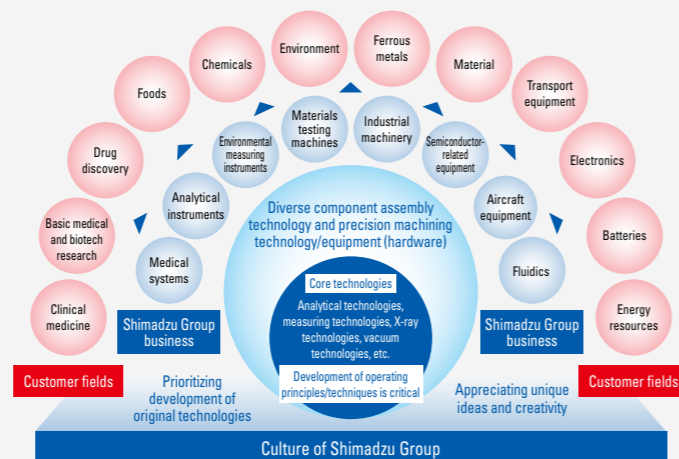 Environment
Ferrous
metals
Chemicals
Material
Foods
Transport
equipment
Materials
testing
machines
Industrial
machinery
Drug
discovery
Environmental
measuring
instruments
Semiconductor-
related
equipment
Electronics
Analytical
instruments
Aircraft
equipment
Basic medical
and biotech
research
Batteries
Medical
systems
Fluidics
Clinical
medicine
Energy
resources
Diverse component assembly
technology and precision machining
technology/equipment (hardware)
Core technologies
Analytical technologies,
measuring technologies, X-ray
technologies, vacuum
technologies, etc.
Development of operating
principles/techniques is critical
Shimadzu Group
business
Shimadzu Group
business
Customer fields
Prioritizing
development of
original technologies
Appreciating unique
ideas and creativity
Customer fields
Culture of Shimadzu Group